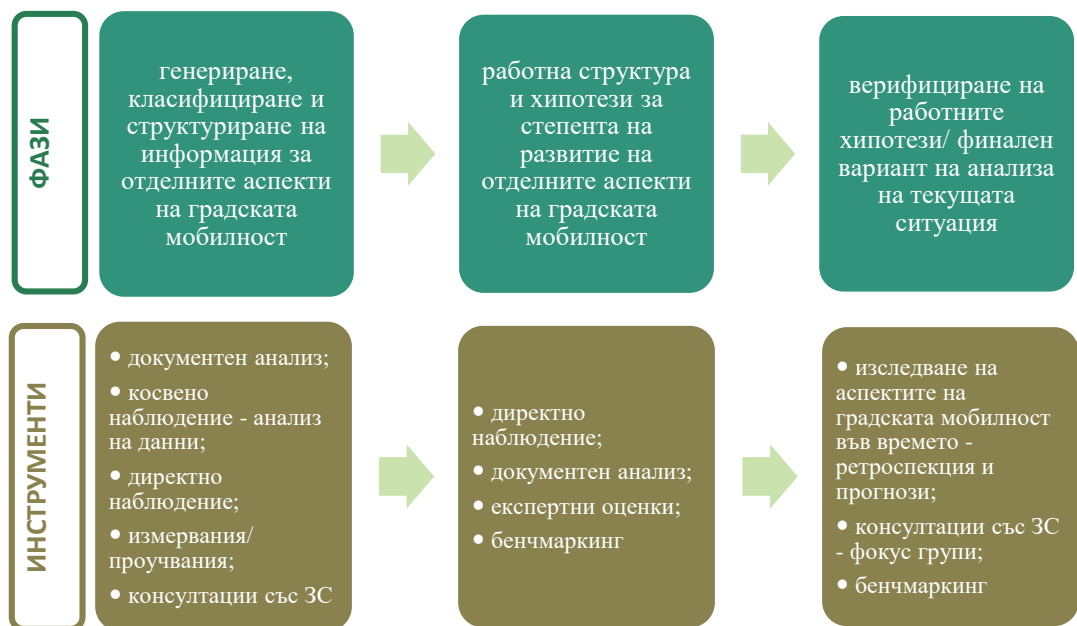 ФАЗИ
генериране,
класифициране и
структуриране на
информация за
отделните аспекти
на градската
мобилност
работна структура
и хипотези за
степента на
развитие на
отделните аспекти
на градската
мобилност
верифициране на
работните
хипотези/ финален
вариант на анализа
на текущата
ситуация
ИНСТРУМЕНТИ
• документен анализ;
• косвено
наблюдение - анализ
на данни;
• директно
наблюдение;
• измервания/
проучвания;
• консултации със ЗС
• директно
наблюдение;
• документен анализ;
• експертни оценки;
• бенчмаркинг
• изследване на
аспектите на
градската мобилност
във времето -
ретроспекция и
прогнози;
• консултации със ЗС
- фокус групи;
• бенчмаркинг